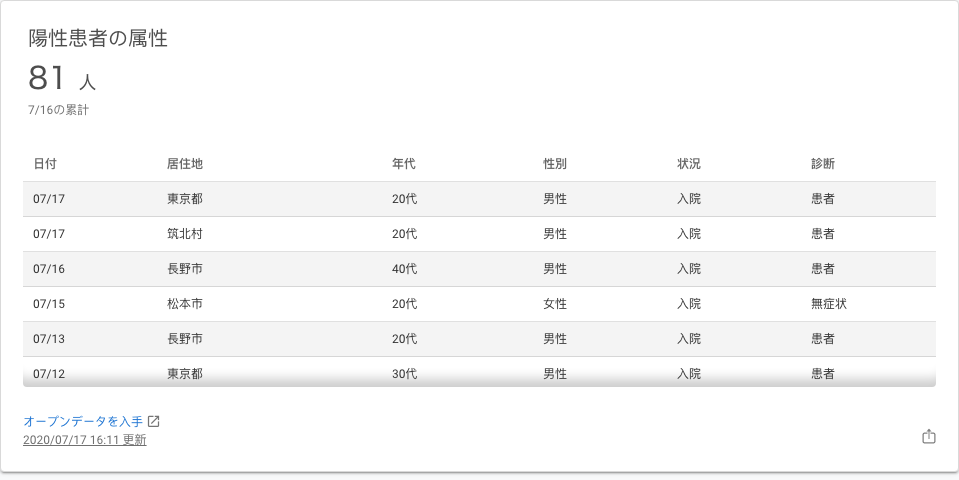 陽性患者の属性
81 人
7/16の累計
日付 居住地 年代 性別 状況 診断
07/17 東京都 20代 男性 入院 患者
07/17 筑北村 20代 男性 入院 患者
07/16 長野市 40代 男性 入院 患者
07/15 松本市 20代 女性 入院 無症状
07/13 長野市 20代 男性 入院 患者
07/12 東京都 30代 男性 入院 患者
オープンデータを入手
2020/07/17 16:11 更新